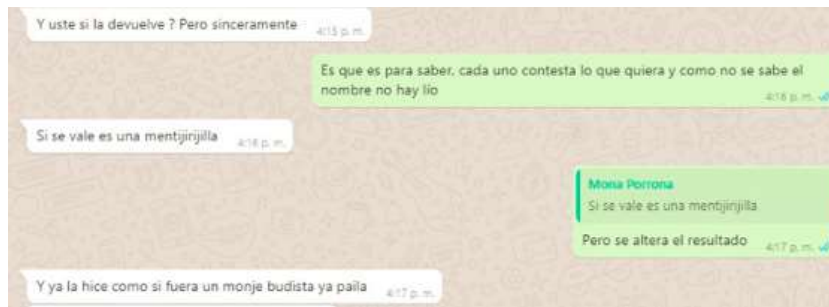 Y uste si la devuelve ? Pero sinceramente 4:15 p. m.
Es que es para saber, cada uno contesta lo que quiera y como no se sabe el
nombre no hay lío
4:16 p. m.
Si se vale es una mentijirijilla 4:16 p. m.
Mona Porrona
Si se vale es una mentijirijilla
Pero se altera el resultado 4:17 p. m.
Y ya la hice como si fuera un monje budista ya paila 4:17 p. m.